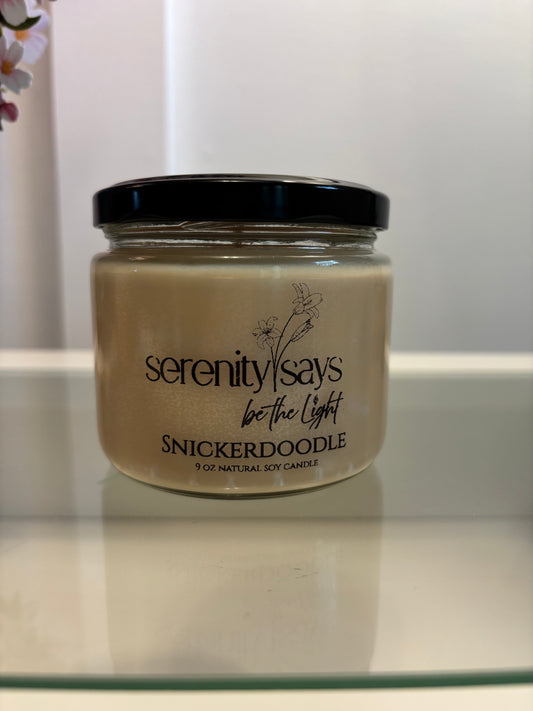 serenity says
be the Light
SNICKERDOODLE
9 OZ NATURAL SOY CANDLE